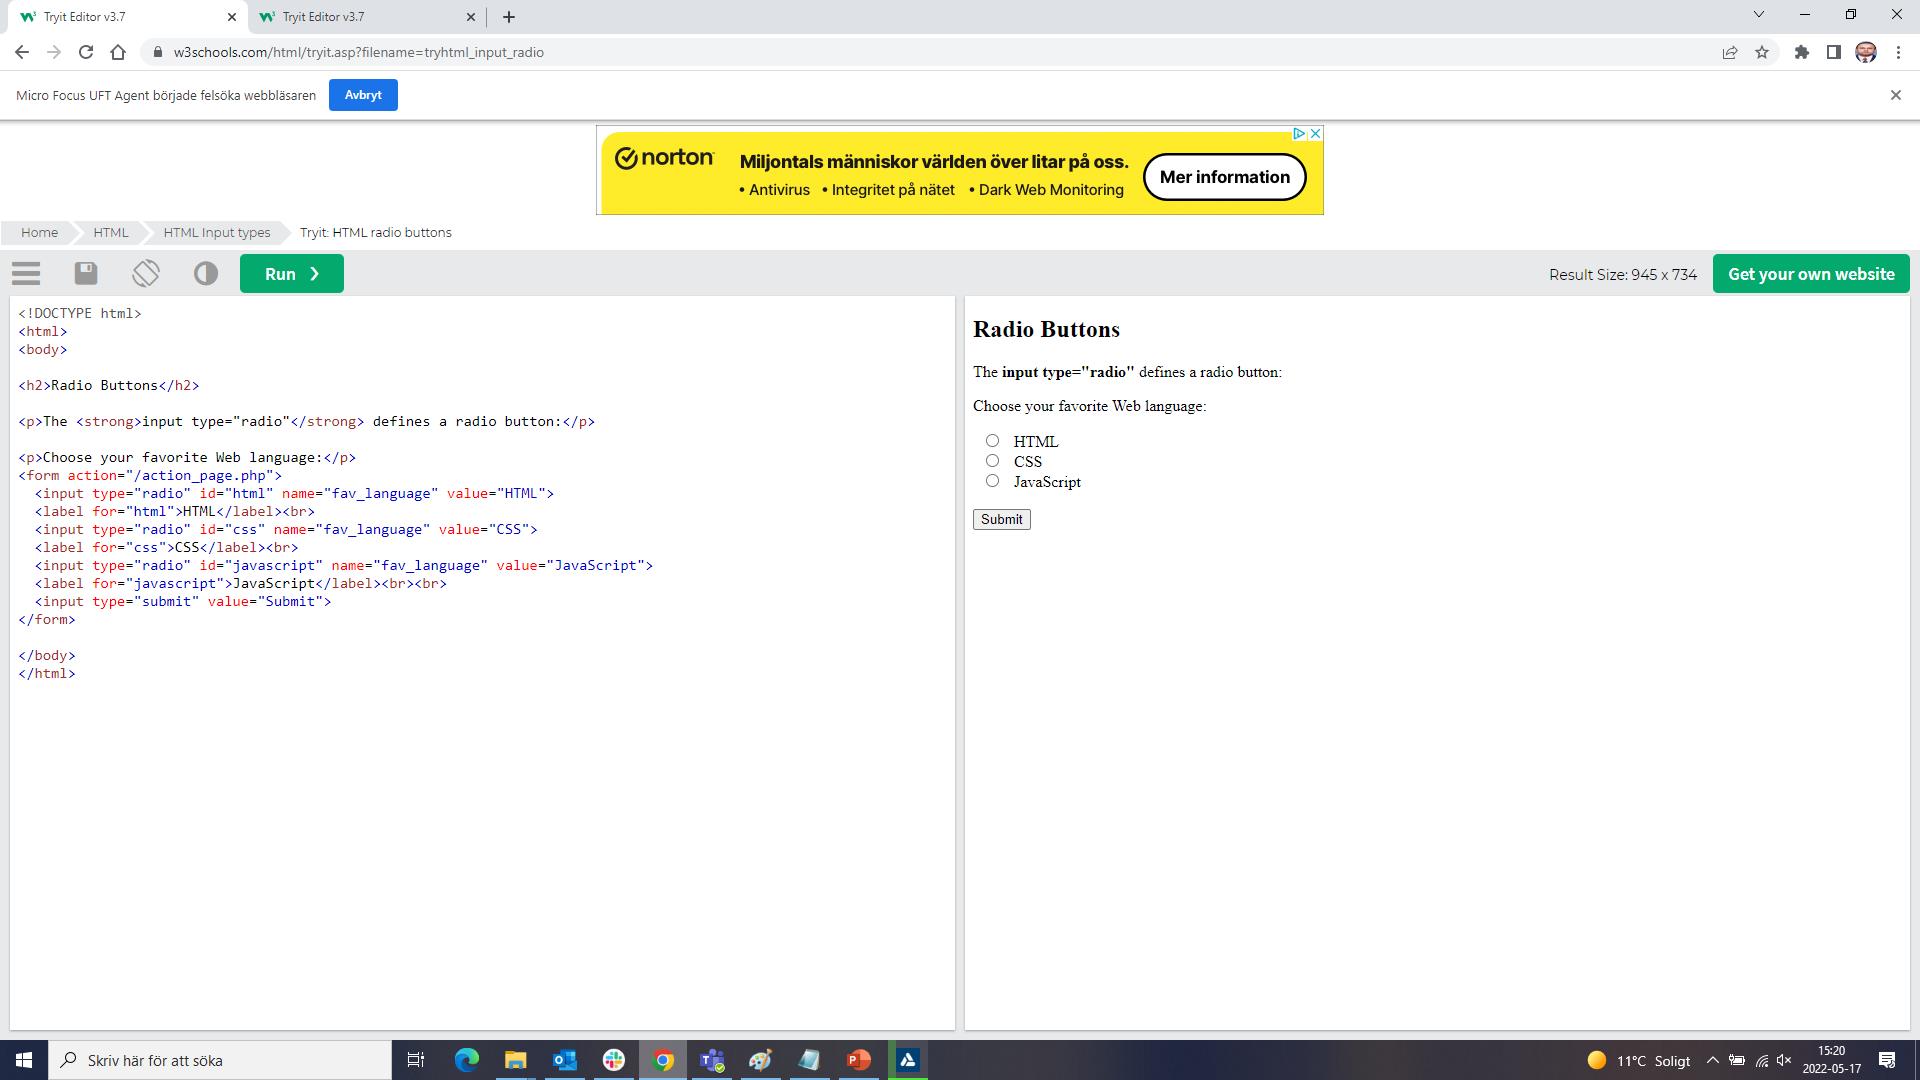 Tryit Editor v3.7
Tryit Editor v3.7
w3schools.com/html/tryit.asp?filename=tryhtml_input_radio
Micro Focus UFT Agent började felsöka webbläsaren Avbryt
norton
Miljontals människor världen över litar på oss.
• Antivirus • Integritet på nätet • Dark Web Monitoring
Mer information
Home HTML HTML Input types Tryit: HTML radio buttons
Run ❯
Result Size: 945 x 734
Get your own website
<!DOCTYPE html>
<html>
<body>
<h2>Radio Buttons</h2>
<p>The <strong>input type="radio"</strong> defines a radio button:</p>
<p>Choose your favorite Web language:</p>
<form action="/action_page.php">
<input type="radio" id="html" name="fav_language" value="HTML">
<label for="html">HTML</label><br>
<input type="radio" id="css" name="fav_language" value="CSS">
<label for="css">CSS</label><br>
<input type="radio" id="javascript" name="fav_language" value="JavaScript">
<label for="javascript">JavaScript</label><br><br>
<input type="submit" value="Submit">
</form>
</body>
</html>
Radio Buttons
The input type="radio" defines a radio button:
Choose your favorite Web language:
HTML
CSS
JavaScript
Submit
Skriv här för att söka
11°C Soligt
15:20
2022-05-17